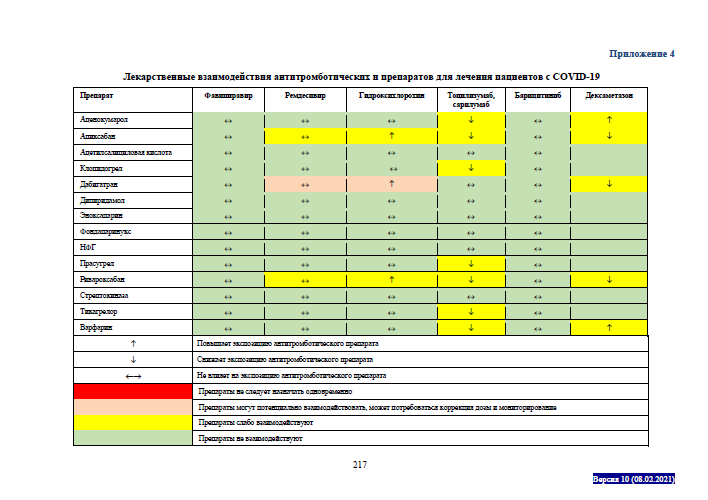 Приложение 4
Лекарственные взаимодействия антитромботических и препаратов для лечения пациентов с COVID-19
Препарат Фавипиравир Ремдесивир Гидроксихлорохин Тоцилизумаб, сарилумаб Барицитиниб Дексаметазон
Аценокумарол ↔ ↔ ↔ ↓ ↔ ↑
Апиксабан ↔ ↔ ↑ ↓ ↔ ↓
Ацетилсалициловая кислота ↔ ↔ ↔ ↔ ↔
Клопидогрел ↔ ↔ ↔ ↓ ↔
Дабигатран ↔ ↔ ↑ ↔ ↔ ↓
Дипиридамол ↔ ↔ ↔ ↔ ↔
Эноксапарин ↔ ↔ ↔ ↔ ↔
Фондапаринукс ↔ ↔ ↔ ↔ ↔
НФГ ↔ ↔ ↔ ↔ ↔
Прасугрел ↔ ↔ ↔ ↓ ↔
Ривароксабан ↔ ↔ ↑ ↓ ↔ ↓
Стрептокиназа ↔ ↔ ↔ ↔ ↔
Тикагрелор ↔ ↔ ↔ ↓ ↔
Варфарин ↔ ↔ ↔ ↓ ↔ ↑
↑ Повышает экспозицию антитромботического препарата
↓ Снижает экспозицию антитромботического препарата
←→ Не влияет на экспозицию антитромботического препарата
Препараты не следует назначать одновременно
Препараты могут потенциально взаимодействовать, может потребоваться коррекция дозы и мониторирование
Препараты слабо взаимодействуют
Препараты не взаимодействуют
217
Версия 10 (08.02.2021)